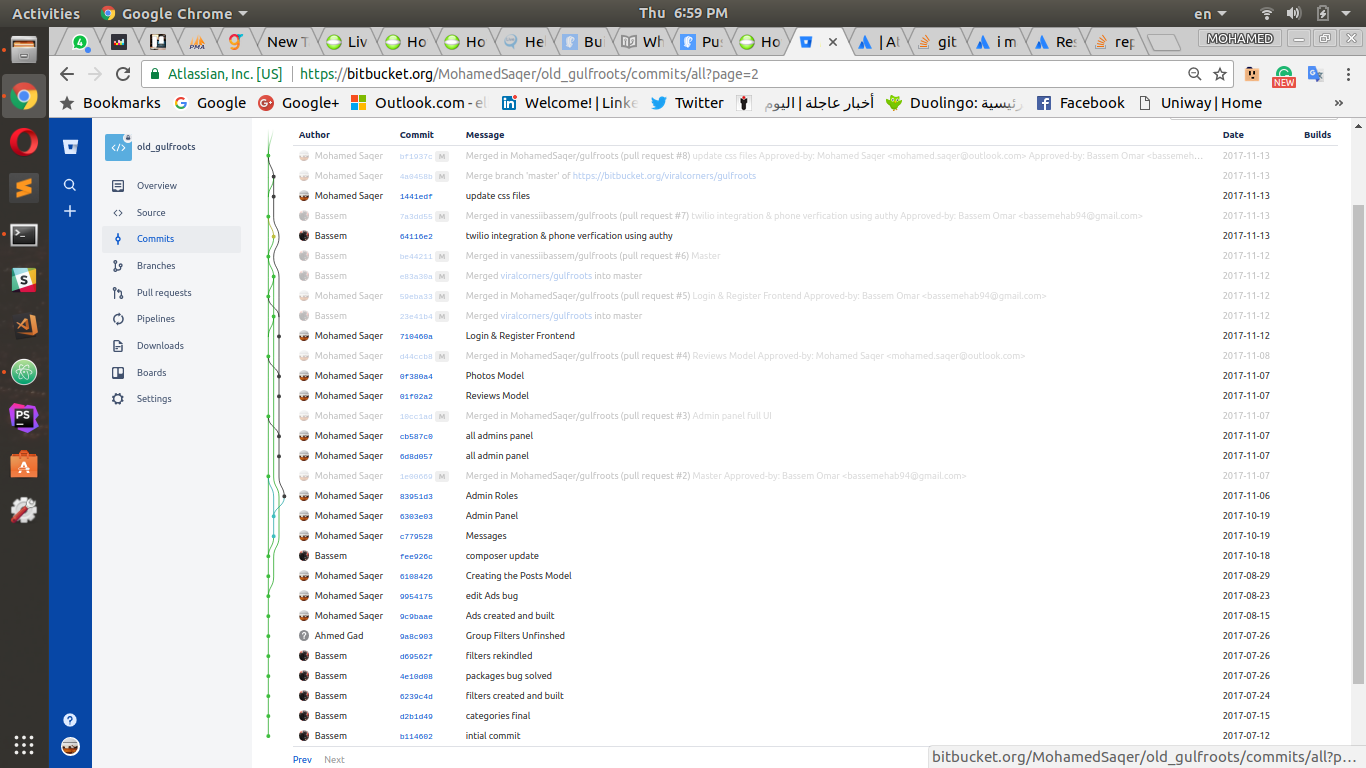 Activities Google Chrome Thu 6:59 PM en
4 New T Liv Ho Ho He Bui Wh Pus Ho | At git i m Res rep MOHAMED
Atlassian, Inc. [US] https://bitbucket.org/MohamedSaqer/old_gulfroots/commits/all?page=2 NEW
Bookmarks Google Google+ Outlook.com - el Welcome! | Linke Twitter أخبار عاجلة | اليوم Duolingo: رئيسية Facebook Uniway | Home »
old_gulfroots
Overview
Source
Commits
Branches
Pull requests
Pipelines
Downloads
Boards
Settings
Author Commit Message Date Builds
Mohamed Saqer bf1937c M Merged in MohamedSaqer/gulfroots (pull request #8) update css files Approved-by: Mohamed Saqer <mohamed.saqer@outlook.com> Approved-by: Bassem Omar <bassemeh... 2017-11-13
Mohamed Saqer M Merge branch 'master' of https://bitbucket.org/viralcorners/gulfroots 2017-11-13
Mohamed Saqer 1441edf update css files 2017-11-13
Bassem 7a3dd55 M Merged in vanessiibassem/gulfroots (pull request #7) twilio integration & phone verfication using authy Approved-by: Bassem Omar <bassemehab94@gmail.com> 2017-11-13
Bassem 64116e2 twilio integration & phone verfication using authy 2017-11-13
Bassem be44211 M Merged in vanessiibassem/gulfroots (pull request #6) Master 2017-11-12
Bassem M Merged viralcorners/gulfroots into master 2017-11-12
Mohamed Saqer 59eba33 M Merged in MohamedSaqer/gulfroots (pull request #5) Login & Register Frontend Approved-by: Bassem Omar <bassemehab94@gmail.com> 2017-11-12
Bassem 23e41b4 M Merged viralcorners/gulfroots into master 2017-11-12
Mohamed Saqer 710460a Login & Register Frontend 2017-11-12
Mohamed Saqer d44ccb0 M Merged in MohamedSaqer/gulfroots (pull request #4) Reviews Model Approved-by: Mohamed Saqer <mohamed.saqer@outlook.com> 2017-11-08
Mohamed Saqer 0f380a4 Photos Model 2017-11-07
Mohamed Saqer 01f02a2 Reviews Model 2017-11-07
Mohamed Saqer 10cc1ad M Merged in MohamedSaqer/gulfroots (pull request #3) Admin panel full UI 2017-11-07
Mohamed Saqer cb587c0 all admins panel 2017-11-07
Mohamed Saqer 6d8d057 all admin panel 2017-11-07
Mohamed Saqer 1e00669 M Merged in MohamedSaqer/gulfroots (pull request #2) Master Approved-by: Bassem Omar <bassemehab94@gmail.com> 2017-11-07
Mohamed Saqer 83951d3 Admin Roles 2017-11-06
Mohamed Saqer 6303e03 Admin Panel 2017-10-19
Mohamed Saqer c779528 Messages 2017-10-19
Bassem fee926c composer update 2017-10-18
Mohamed Saqer 6108426 Creating the Posts Model 2017-08-29
Mohamed Saqer 9954175 edit Ads bug 2017-08-23
Mohamed Saqer 9c9baae Ads created and built 2017-08-15
Ahmed Gad 9a8c903 Group Filters Unfinshed 2017-07-26
Bassem d69562f filters rekindled 2017-07-26
Bassem 4e10d08 packages bug solved 2017-07-26
Bassem 6239c4d filters created and built 2017-07-24
Bassem d2b1d49 categories final 2017-07-15
Bassem b114602 intial commit 2017-07-12
Prev Next
bitbucket.org/MohamedSaqer/old_gulfroots/commits/all?p...